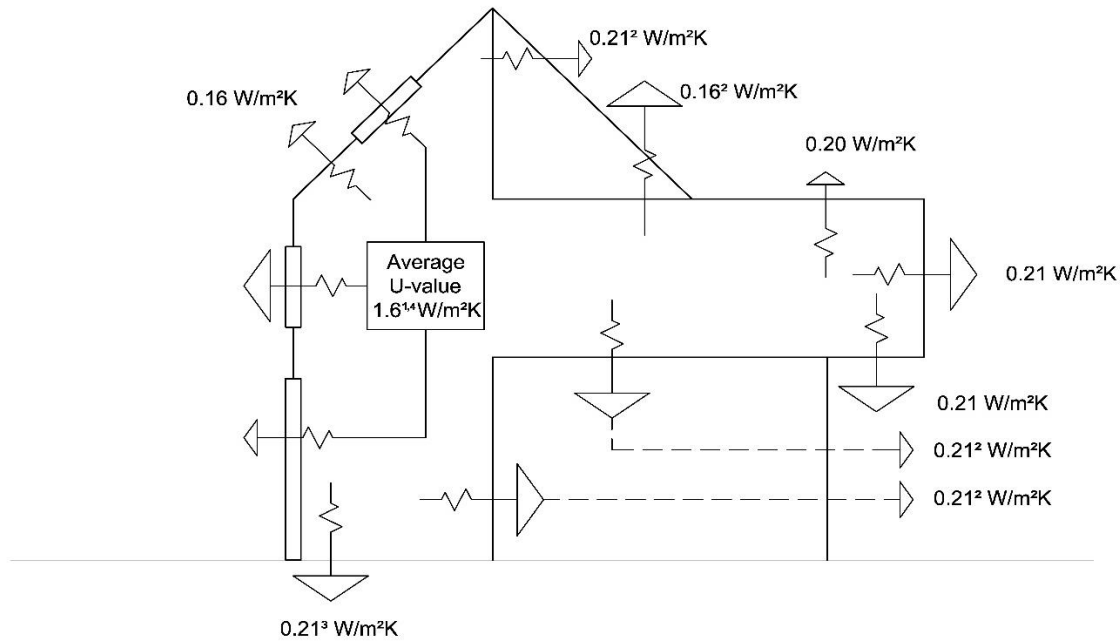 0.21² W/m²K
0.16 W/m²K
0.16² W/m²K
0.20 W/m²K
Average
U-value
1.6¹‚⁴W/m²K
0.21 W/m²K
0.21 W/m²K
0.21² W/m²K
0.21² W/m²K
0.21³ W/m²K